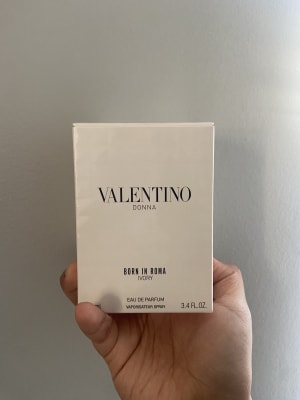 VALENTINO
DONNA
BORN IN ROMA
IVORY
EAU DE PARFUM
VAPORISATEUR SPRAY 3.4 FL.OZ.